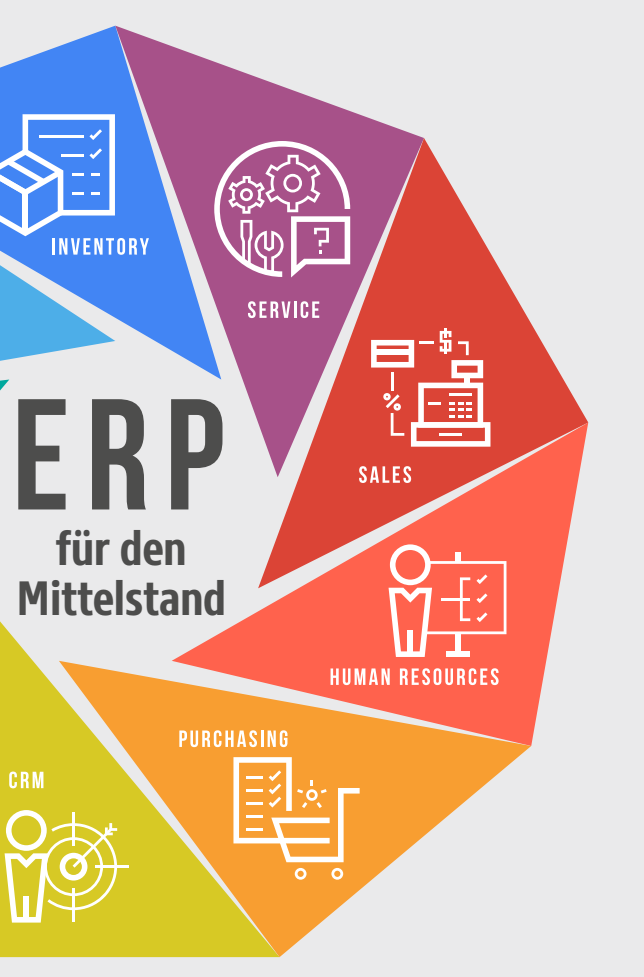 INVENTORY
SERVICE
ERP
für den
Mittelstand
$
?
%
SALES
HUMAN RESOURCES
PURCHASING
CRM